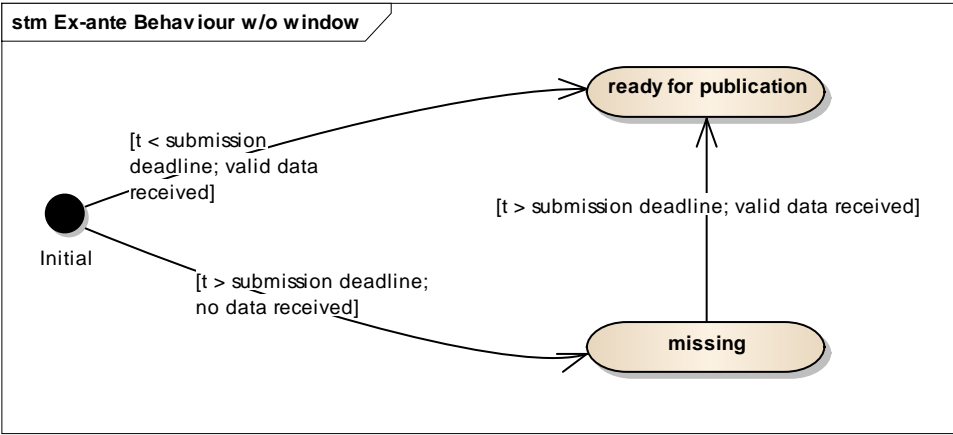 stm Ex-ante Behaviour w/o window
ready for publication
[t < submission
deadline; valid data
received]
[t > submission deadline; valid data received]
Initial
[t > submission deadline;
no data received]
missing